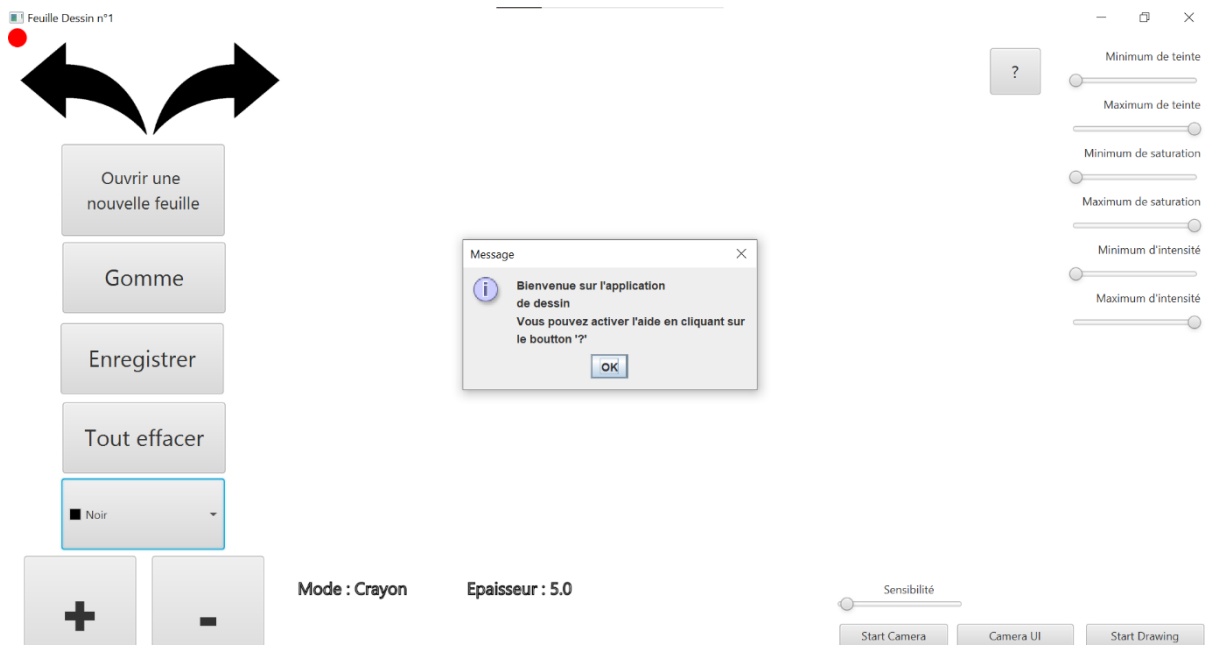 Feuille Dessin n°1
?
Minimum de teinte
Maximum de teinte
Minimum de saturation
Maximum de saturation
Minimum d'intensité
Maximum d'intensité
Ouvrir une
nouvelle feuille
Gomme
Enregistrer
Tout effacer
Noir
+
-
Message
i
Bienvenue sur l'application
de dessin
Vous pouvez activer l'aide en cliquant sur
le boutton '?'
OK
Mode : Crayon
Epaisseur : 5.0
Sensibilité
Start Camera
Camera UI
Start Drawing